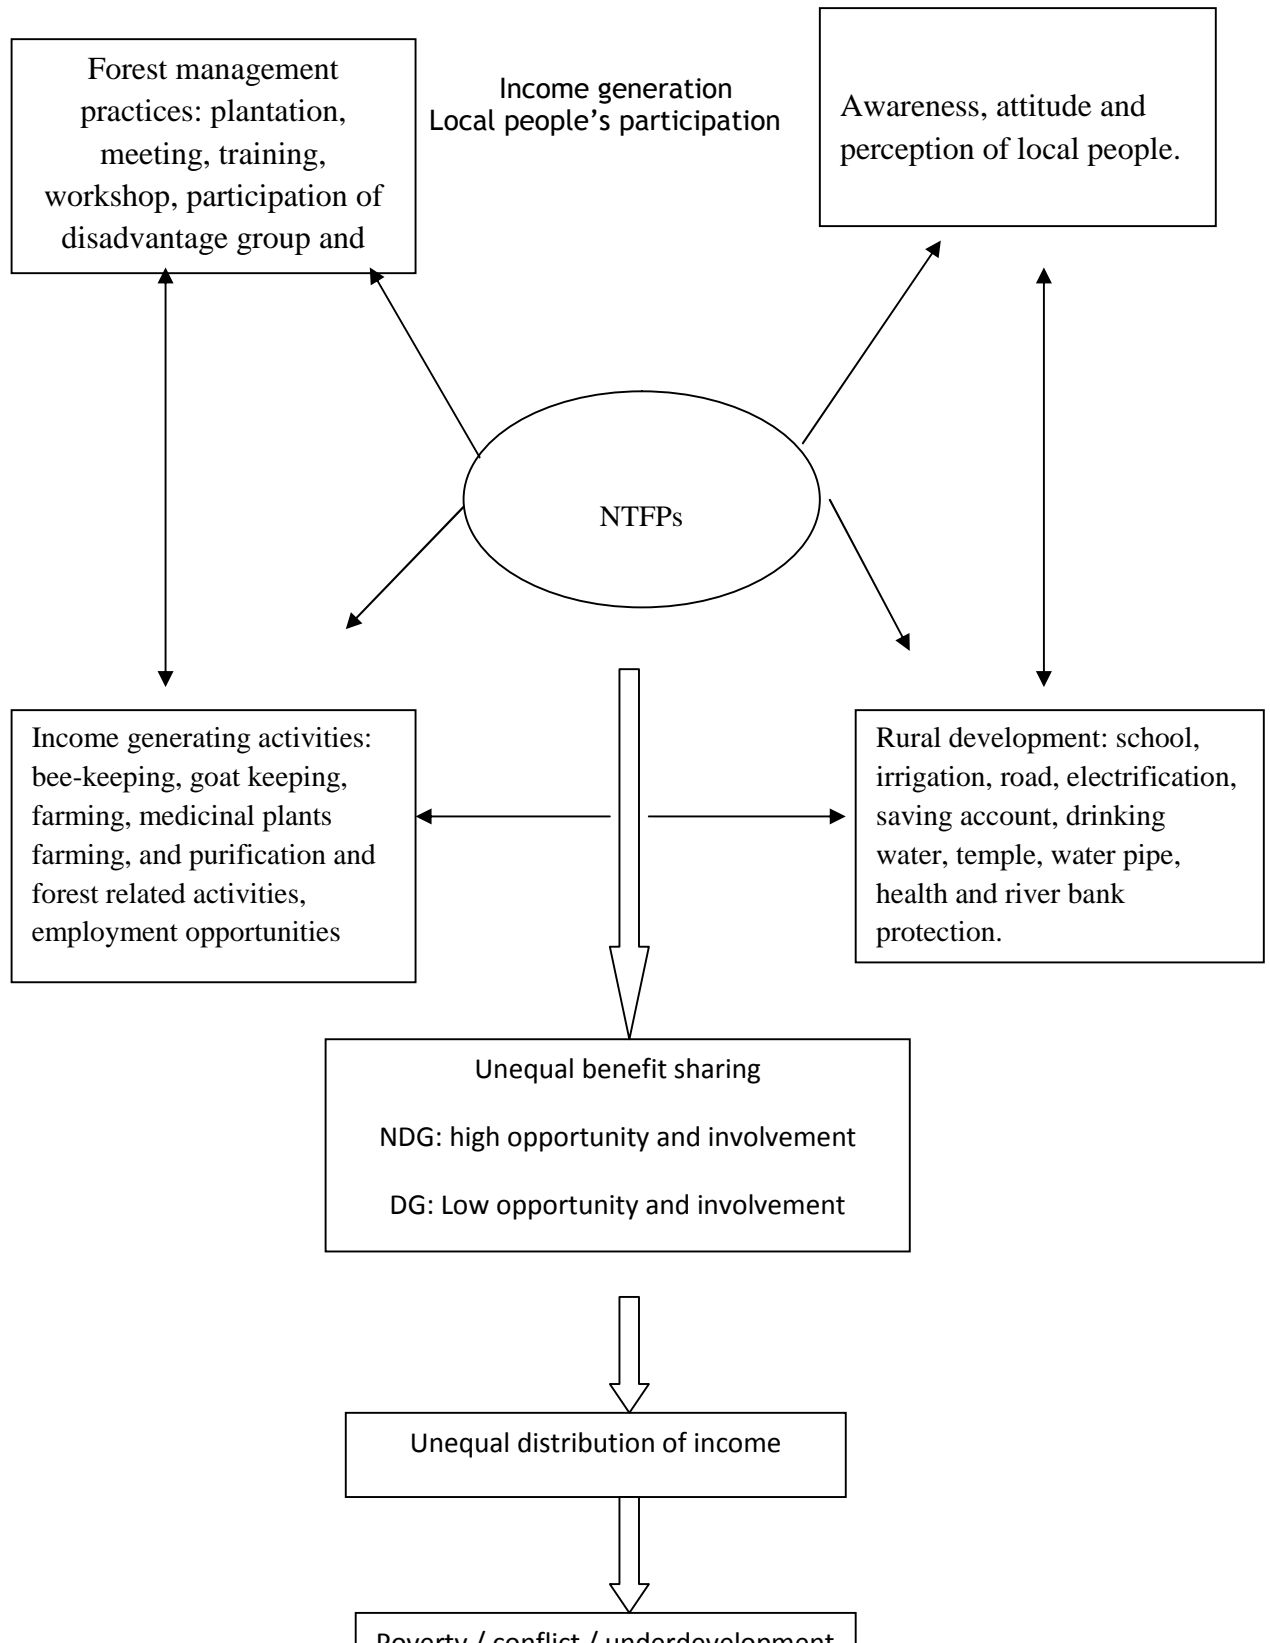 Forest management
practices: plantation,
meeting, training,
workshop, participation of
disadvantage group and
Income generation
Local people’s participation
Awareness, attitude and
perception of local people.
NTFPs
Income generating activities:
bee-keeping, goat keeping,
farming, medicinal plants
farming, and purification and
forest related activities,
employment opportunities
Rural development: school,
irrigation, road, electrification,
saving account, drinking
water, temple, water pipe,
health and river bank
protection.
Unequal benefit sharing
NDG: high opportunity and involvement
DG: Low opportunity and involvement
Unequal distribution of income
Poverty / conflict / underdevelopment